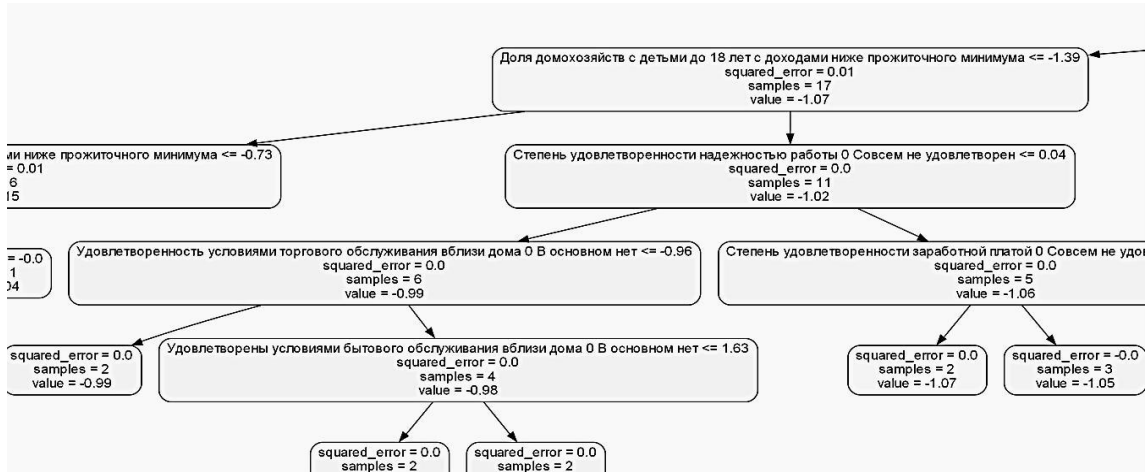 Доля домохозяйств с детьми до 18 лет с доходами ниже прожиточного минимума <= -1.39
squared_error = 0.01
samples = 17
value = -1.07
ми ниже прожиточного минимума <= -0.73
= 0.01
6
15
Степень удовлетворенности надежностью работы 0 Совсем не удовлетворен <= 0.04
squared_error = 0.0
samples = 11
value = -1.02
= -0.0
1
04
Удовлетворенность условиями торгового обслуживания вблизи дома 0 В основном нет <= -0.96
squared_error = 0.0
samples = 6
value = -0.99
Степень удовлетворенности заработной платой 0 Совсем не удов
squared_error = 0.0
samples = 5
value = -1.06
squared_error = 0.0
samples = 2
value = -0.99
Удовлетворены условиями бытового обслуживания вблизи дома 0 В основном нет <= 1.63
squared_error = 0.0
samples = 4
value = -0.98
squared_error = 0.0
samples = 2
value = -1.07
squared_error = -0.0
samples = 3
value = -1.05
squared_error = 0.0
samples = 2
squared_error = 0.0
samples = 2